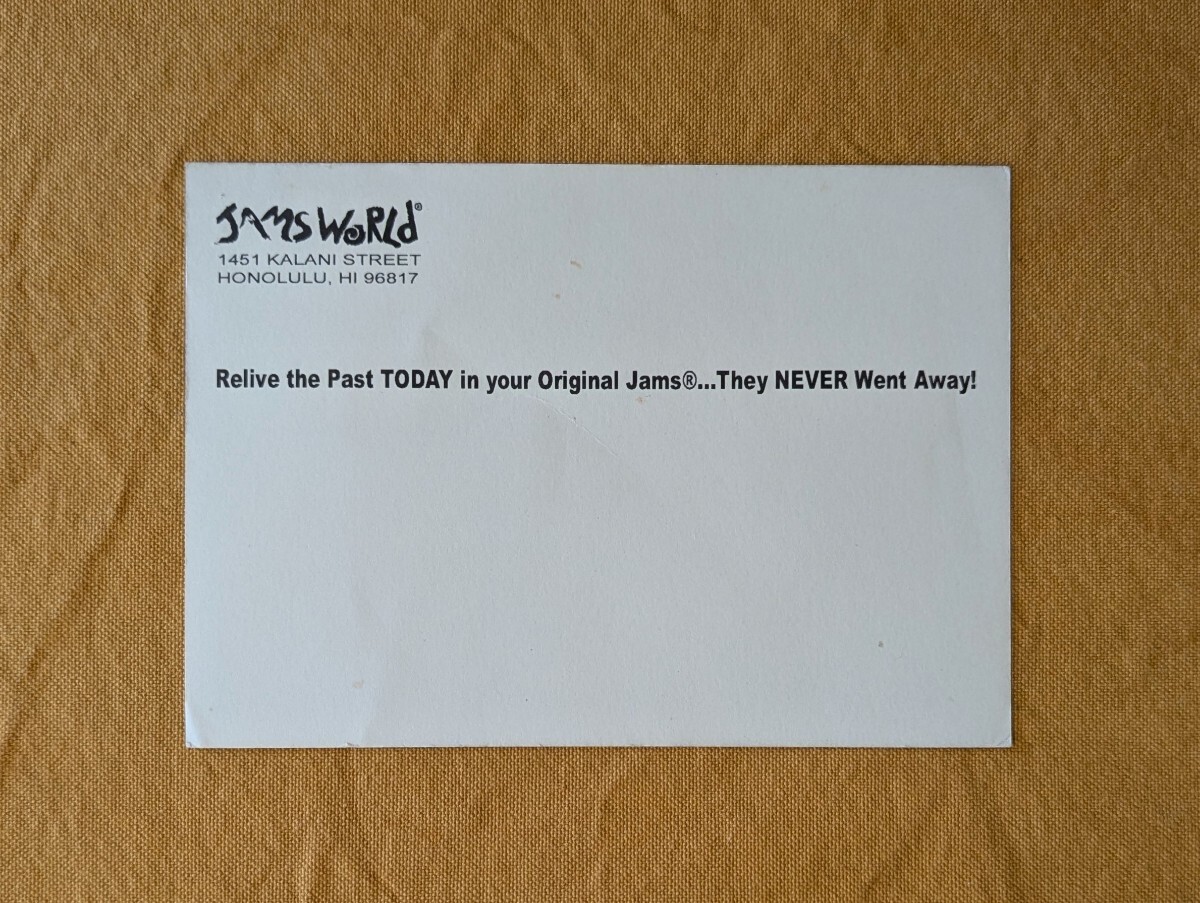 JAMS WoRLd®
1451 KALANI STREET
HONOLULU, HI 96817
Relive the Past TODAY in your Original Jams®...They NEVER Went Away!